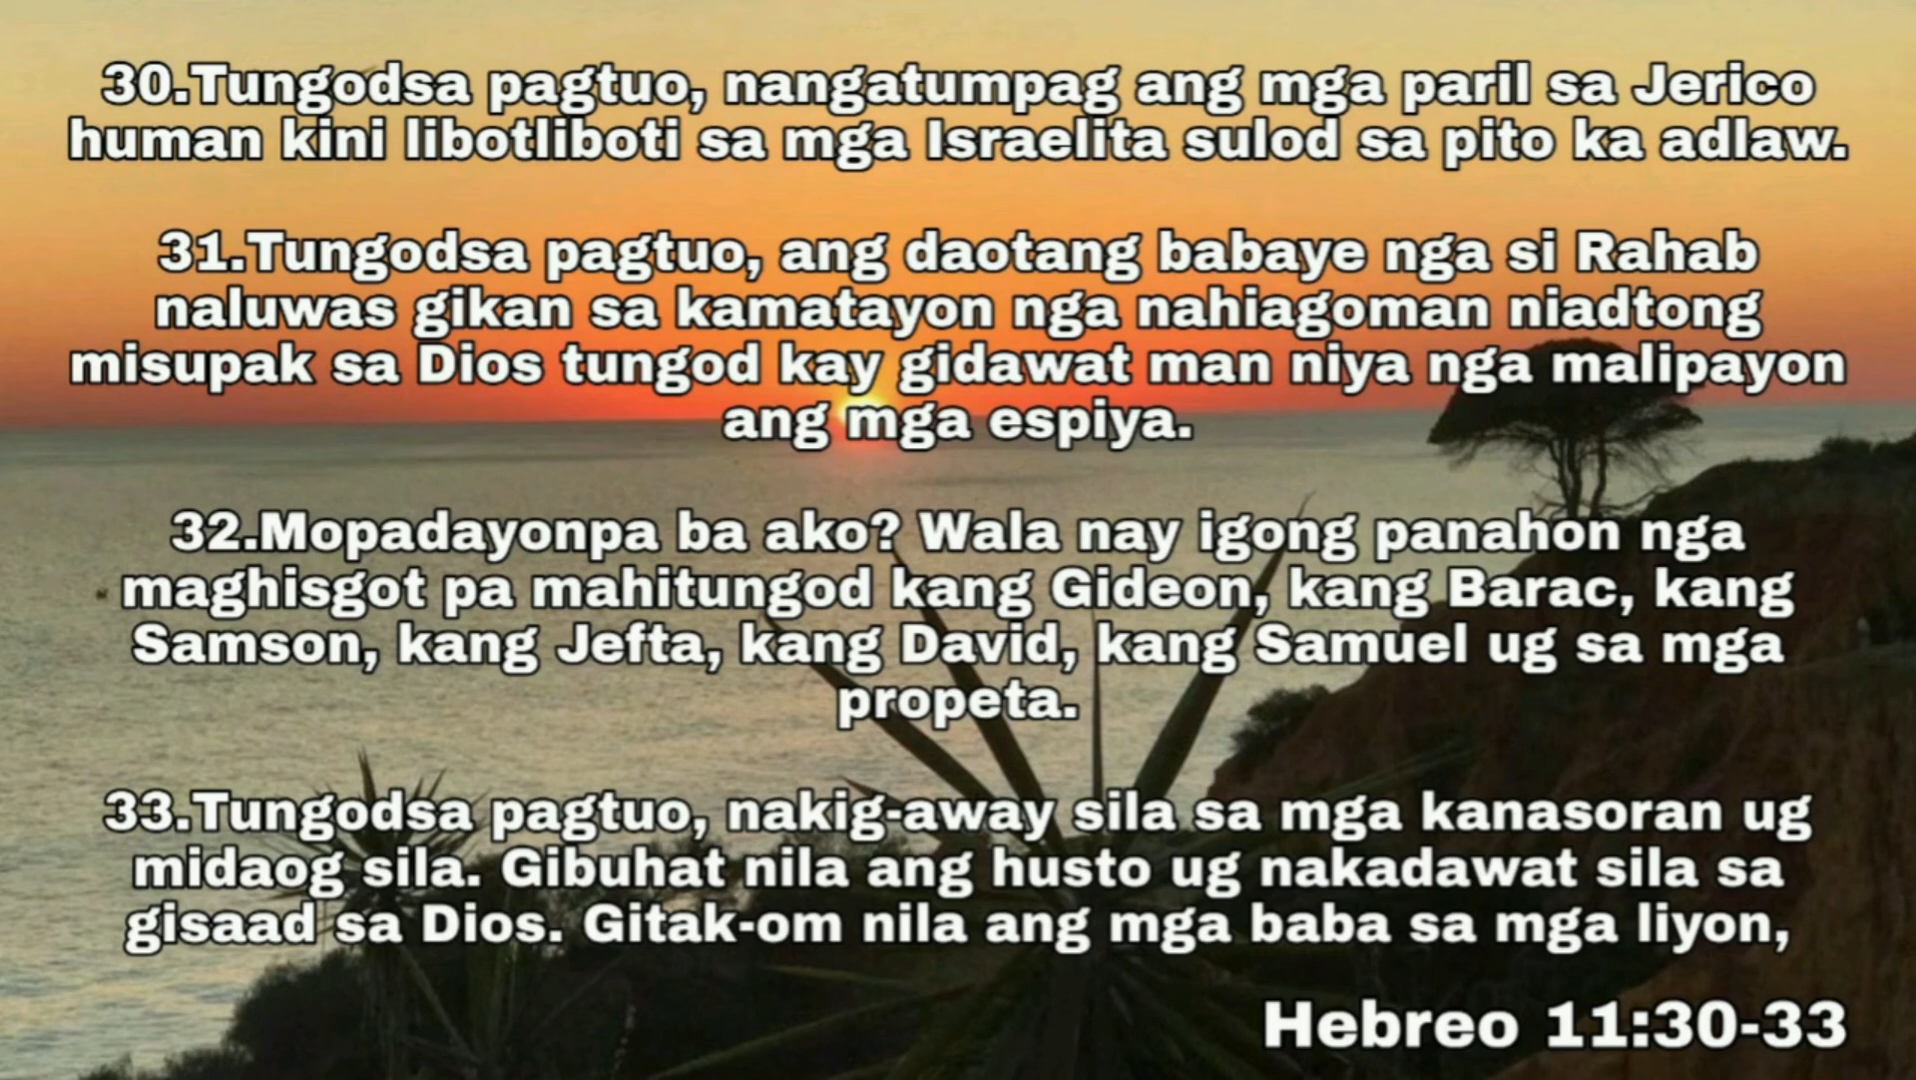 30.Tungodsa pagtuo, nangatumpag ang mga paril sa Jerico
human kini libotliboti sa mga Israelita sulod sa pito ka adlaw.
31.Tungodsa pagtuo, ang daotang babaye nga si Rahab
naluwas gikan sa kamatayon nga nahiagoman niadtong
misupak sa Dios tungod kay gidawat man niya nga malipayon
ang mga espiya.
32.Mopadayonpa ba ako? Wala nay igong panahon nga
maghisgot pa mahitungod kang Gideon, kang Barac, kang
Samson, kang Jefta, kang David, kang Samuel ug sa mga
propeta.
33.Tungodsa pagtuo, nakig-away sila sa mga kanasoran ug
midaog sila. Gibuhat nila ang husto ug nakadawat sila sa
gisaad sa Dios. Gitak-om nila ang mga baba sa mga liyon,
Hebreo 11:30-33